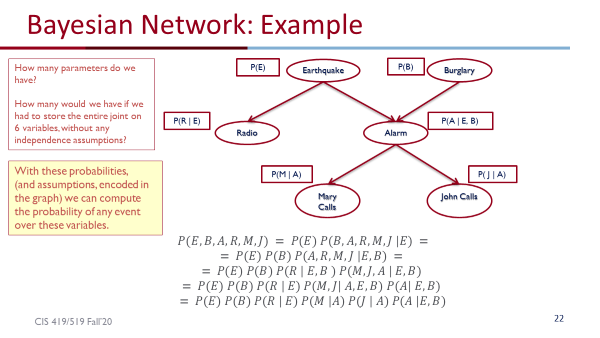 Bayesian Network: Example
How many parameters do we
have?
How many would we have if we
had to store the entire joint on
6 variables, without any
independence assumptions?
With these probabilities,
(and assumptions, encoded in
the graph) we can compute
the probability of any event
over these variables.
P(E)
Earthquake
P(B)
Burglary
P(R | E)
Radio
Alarm
P(A | E, B)
P(M | A)
Mary
Calls
P(J | A)
John Calls
P(E, B, A, R, M, J) = P(E) P(B, A, R, M, J |E) =
= P(E) P(B) P(A, R, M, J |E, B) =
= P(E) P(B) P(R | E, B ) P(M, J, A | E, B)
= P(E) P(B) P(R | E) P(M, J| A, E, B) P(A| E, B)
= P(E) P(B) P(R | E) P(M |A) P(J | A) P(A |E, B)
CIS 419/519 Fall'20
22